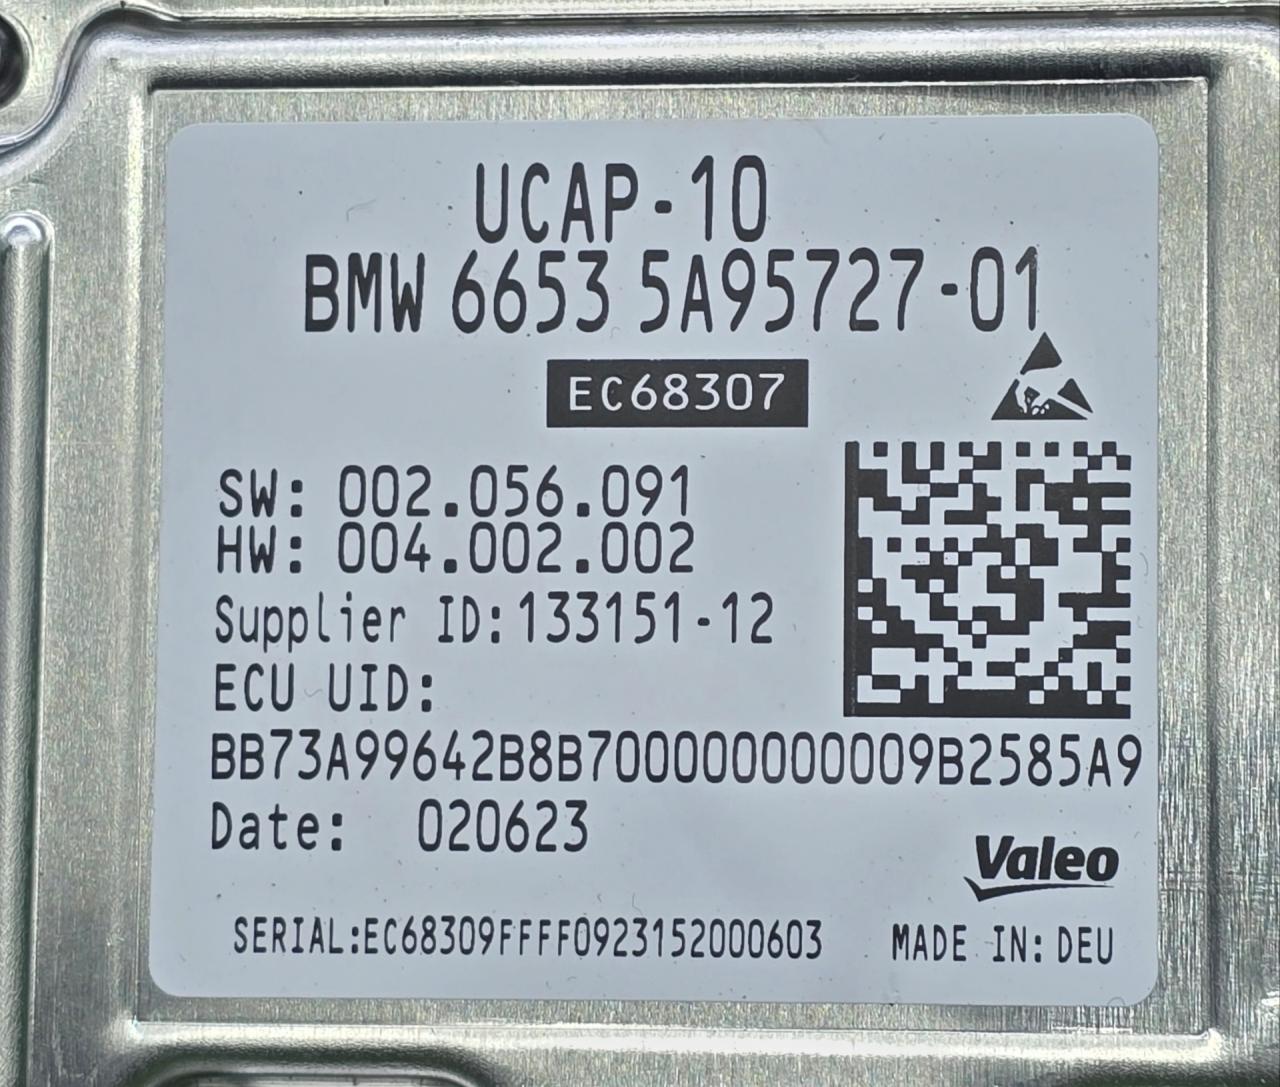 UCAP-10
BMW 6653 5A95727-01
EC68307
SW: 002.056.091
HW: 004.002.002
Supplier ID:133151-12
ECU UID:
BB73A99642B8B700000000009B2585A9
Date: 020623
Valeo
SERIAL:EC68309FFFF0923152000603
MADE IN: DEU